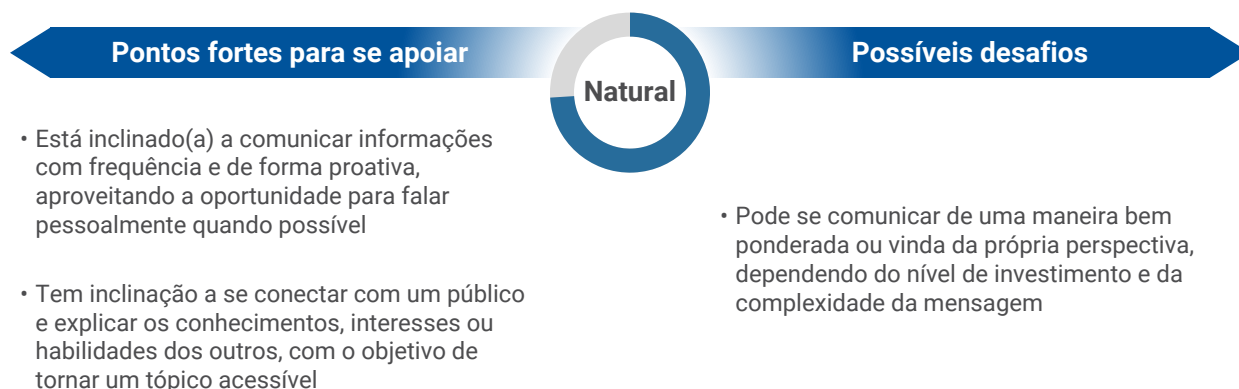 Pontos fortes para se apoiar
Natural
Possíveis desafios
• Está inclinado(a) a comunicar informações
com frequência e de forma proativa,
aproveitando a oportunidade para falar
pessoalmente quando possível
• Tem inclinação a se conectar com um público
e explicar os conhecimentos, interesses ou
habilidades dos outros, com o objetivo de
tornar um tópico acessível
• Pode se comunicar de uma maneira bem
ponderada ou vinda da própria perspectiva,
dependendo do nível de investimento e da
complexidade da mensagem